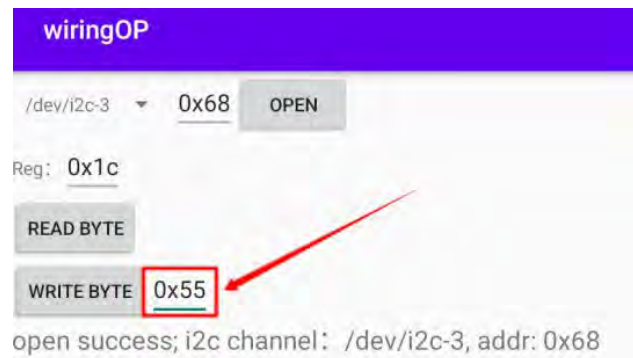 wiringOP
/dev/i2c-3 0x68 OPEN
Reg: 0x1c
READ BYTE
WRITE BYTE 0x55
open success; i2c channel: /dev/i2c-3, addr: 0x68